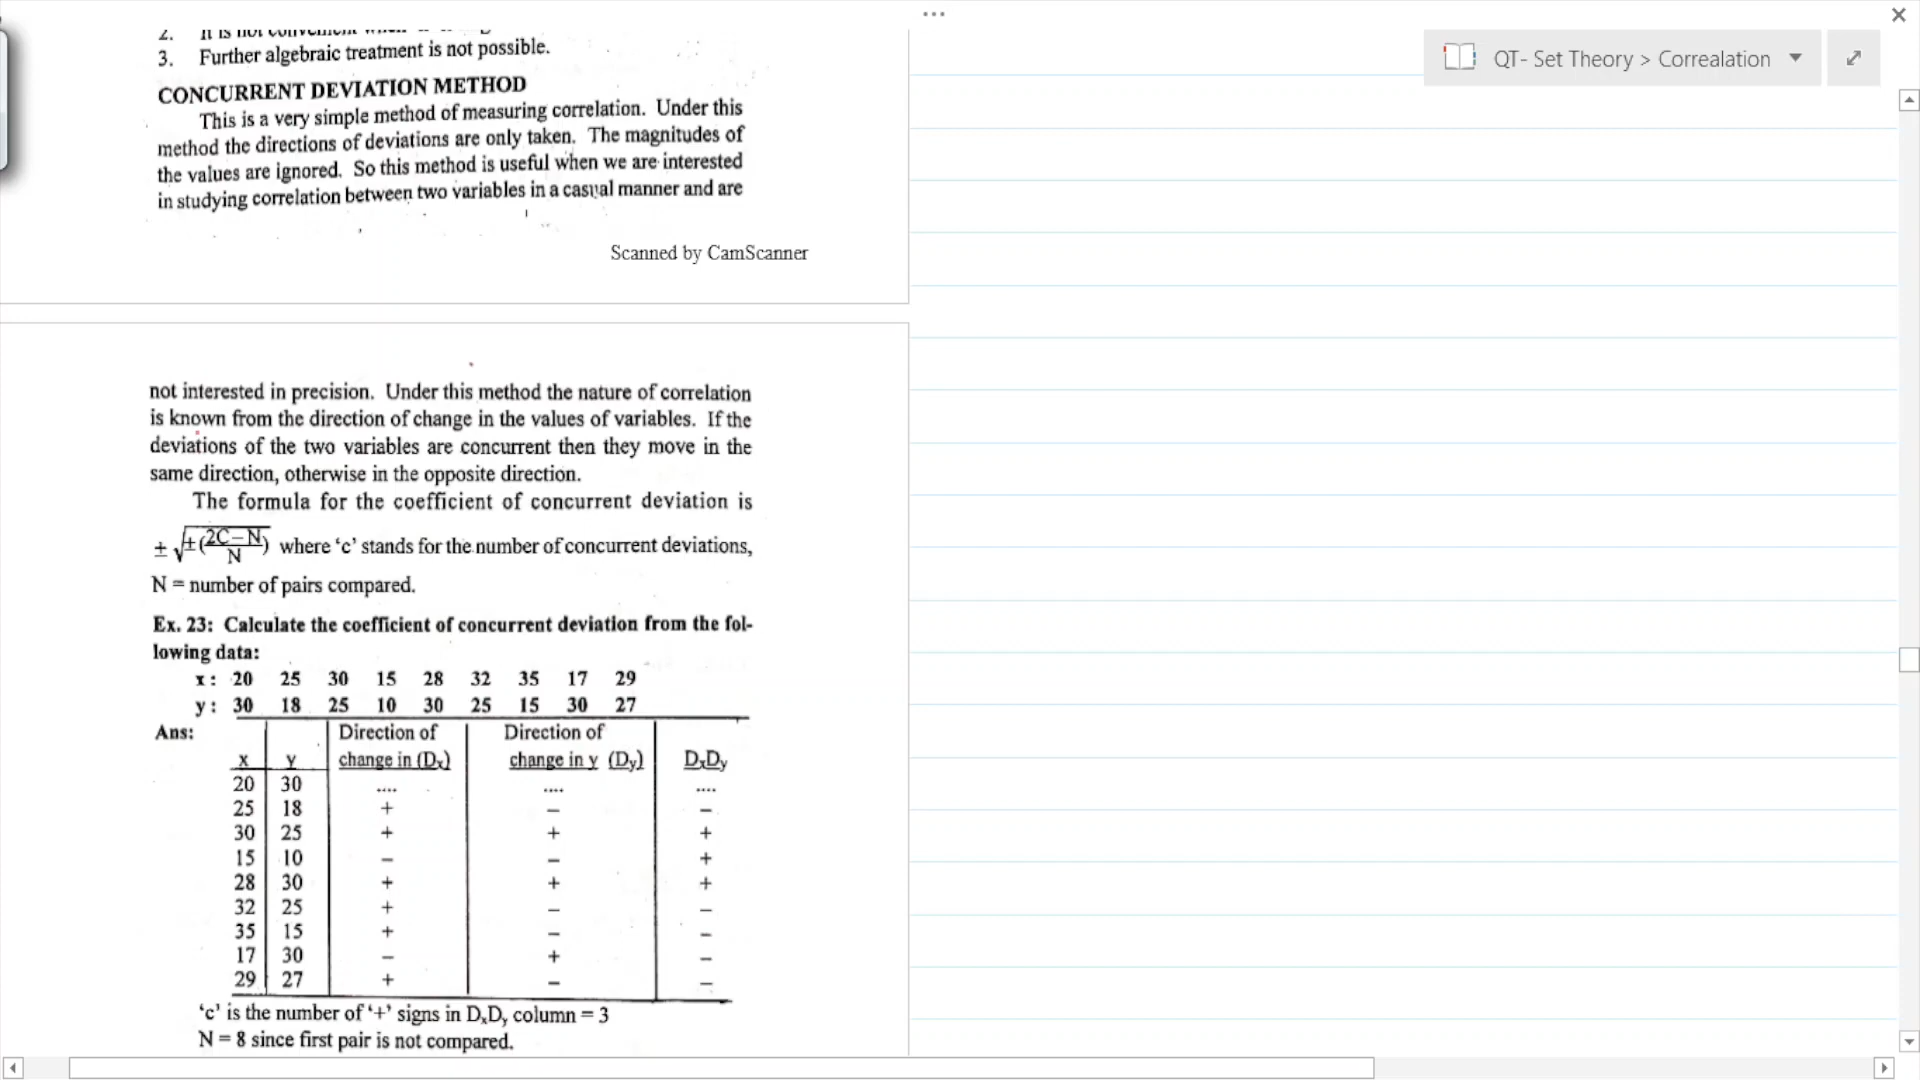 QT- Set Theory > Correalation
3. Further algebraic treatment is not possible.
CONCURRENT DEVIATION METHOD
This is a very simple method of measuring correlation. Under this
method the directions of deviations are only taken. The magnitudes of
the values are ignored. So this method is useful when we are interested
in studying correlation between two variables in a casual manner and are
Scanned by CamScanner
not interested in precision. Under this method the nature of correlation
is known from the direction of change in the values of variables. If the
deviations of the two variables are concurrent then they move in the
same direction, otherwise in the opposite direction.
The formula for the coefficient of concurrent deviation is
± √±(2C−N/N) where ‘c’ stands for the number of concurrent deviations,
N = number of pairs compared.
Ex. 23: Calculate the coefficient of concurrent deviation from the fol-
lowing data:
x : 20 25 30 15 28 32 35 17 29
y : 30 18 25 10 30 25 15 30 27
Ans: Direction of Direction of
x y change in (Dx) change in y (Dy) DxDy
20 30 .... .... ....
25 18 + − −
30 25 + + +
15 10 − − +
28 30 + + +
32 25 + − −
35 15 + − −
17 30 − + −
29 27 + − −
‘c’ is the number of ‘+’ signs in DxDy column = 3
N = 8 since first pair is not compared.